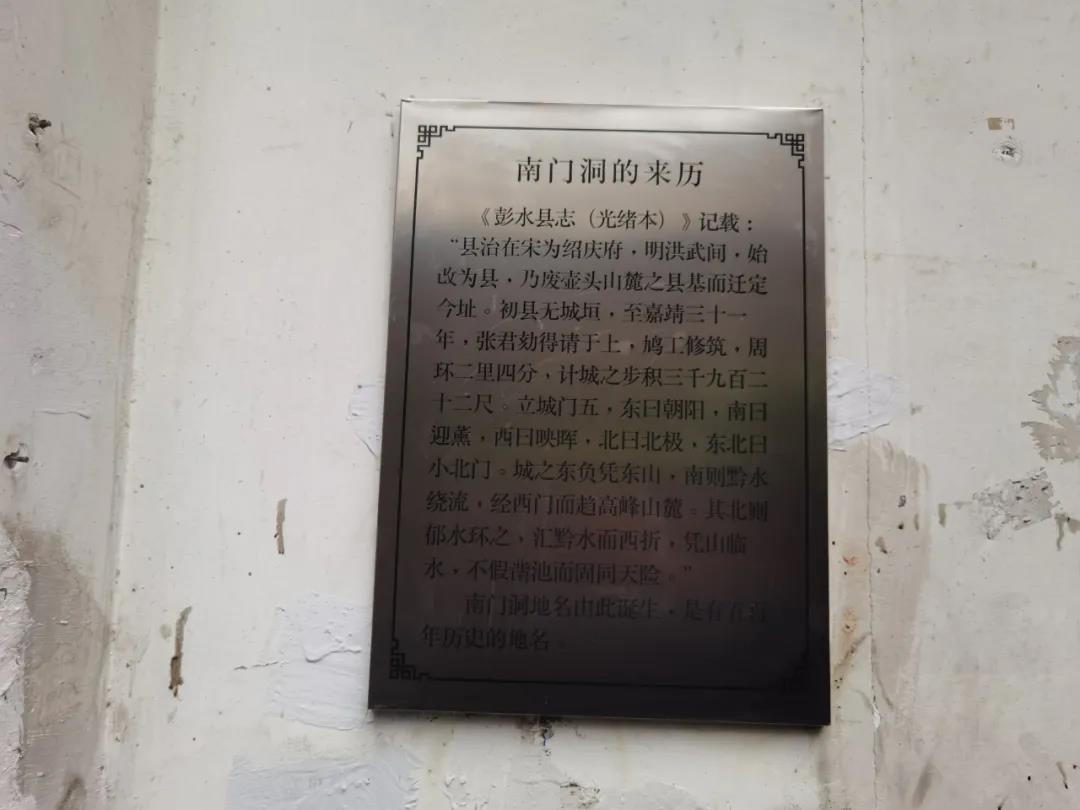 南门洞的来历
《彭水县志（光绪本）》记载：
“县治在宋为绍庆府，明洪武间，始
改为县，乃废壶头山麓之县基而迁定
今址。初县无城垣，至嘉靖三十一
年，张君劾得请于上，鸠工修筑，周
环二里四分，计城之步积三千九百二
十二尺。立城门五，东曰朝阳，南曰
迎薰，西曰映晖，北曰北极，东北曰
小北门。城之东负凭东山，南则黔水
绕流，经西门而趋高峰山麓。其北则
郁水环之，汇黔水而西折，凭山临
水，不假凿池而固同天险。”
南门洞地名由此诞生，是有五百
年历史的地名。